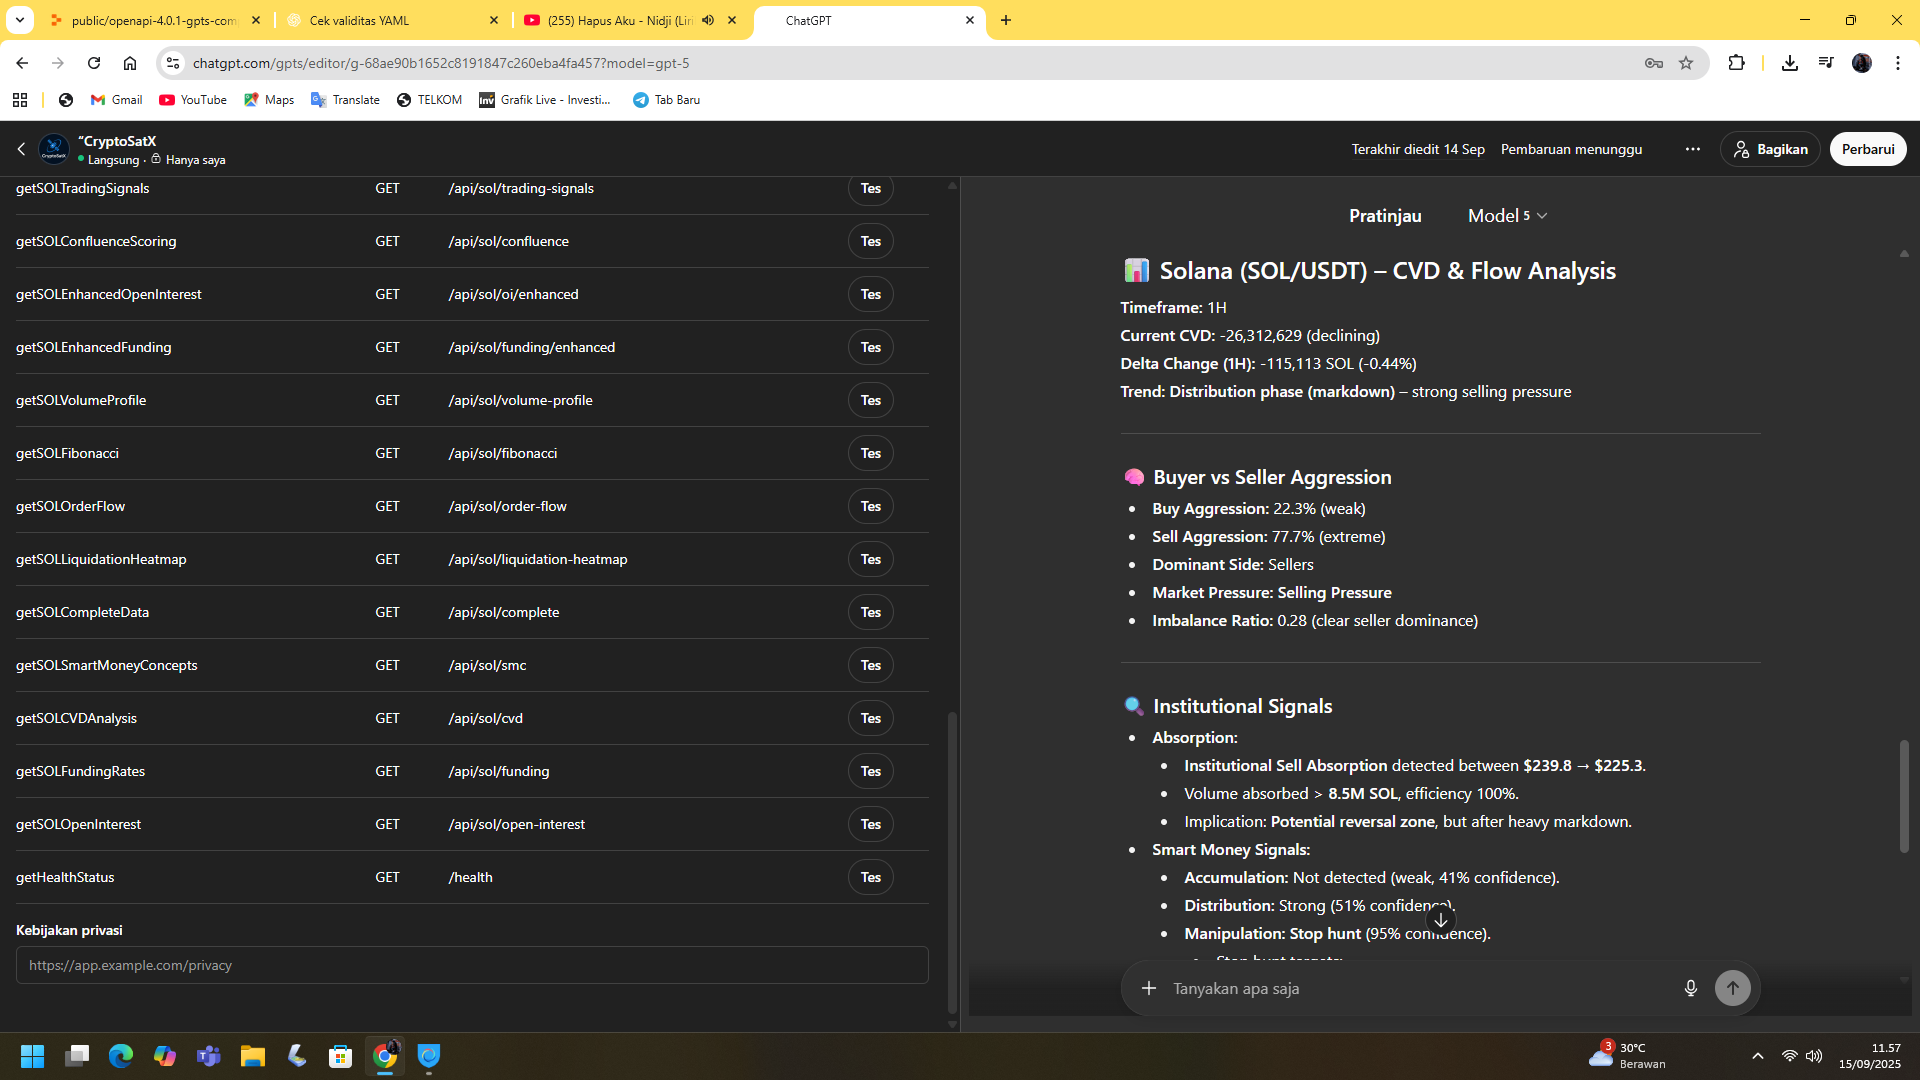 public/openapi-4.0.1-gpts-com
Cek validitas YAML
(255) Hapus Aku - Nidji (Liri
ChatGPT
chatgpt.com/gpts/editor/g-68ae90b1652c8191847c260eba4fa457?model=gpt-5
Gmail
YouTube
Maps
Translate
TELKOM
Inv
Grafik Live - Investi...
Tab Baru
“CryptoSatX
Langsung · Hanya saya
Terakhir diedit 14 Sep
Pembaruan menunggu
Bagikan
Perbarui
getSOLTradingSignals GET /api/sol/trading-signals Tes
getSOLConfluenceScoring GET /api/sol/confluence Tes
getSOLEnhancedOpenInterest GET /api/sol/oi/enhanced Tes
getSOLEnhancedFunding GET /api/sol/funding/enhanced Tes
getSOLVolumeProfile GET /api/sol/volume-profile Tes
getSOLFibonacci GET /api/sol/fibonacci Tes
getSOLOrderFlow GET /api/sol/order-flow Tes
getSOLLiquidationHeatmap GET /api/sol/liquidation-heatmap Tes
getSOLCompleteData GET /api/sol/complete Tes
getSOLSmartMoneyConcepts GET /api/sol/smc Tes
getSOLCVDAnalysis GET /api/sol/cvd Tes
getSOLFundingRates GET /api/sol/funding Tes
getSOLOpenInterest GET /api/sol/open-interest Tes
getHealthStatus GET /health Tes
Kebijakan privasi
https://app.example.com/privacy
Pratinjau
Model 5
📊 Solana (SOL/USDT) – CVD & Flow Analysis
Timeframe: 1H
Current CVD: -26,312,629 (declining)
Delta Change (1H): -115,113 SOL (-0.44%)
Trend: Distribution phase (markdown) – strong selling pressure
🧠 Buyer vs Seller Aggression
• Buy Aggression: 22.3% (weak)
• Sell Aggression: 77.7% (extreme)
• Dominant Side: Sellers
• Market Pressure: Selling Pressure
• Imbalance Ratio: 0.28 (clear seller dominance)
🔍 Institutional Signals
• Absorption:
• Institutional Sell Absorption detected between $239.8 → $225.3.
• Volume absorbed > 8.5M SOL, efficiency 100%.
• Implication: Potential reversal zone, but after heavy markdown.
• Smart Money Signals:
• Accumulation: Not detected (weak, 41% confidence).
• Distribution: Strong (51% confidence).
• Manipulation: Stop hunt (95% confidence).
Stop hunt targets:
Tanyakan apa saja
3
30°C
Berawan
11.57
15/09/2025